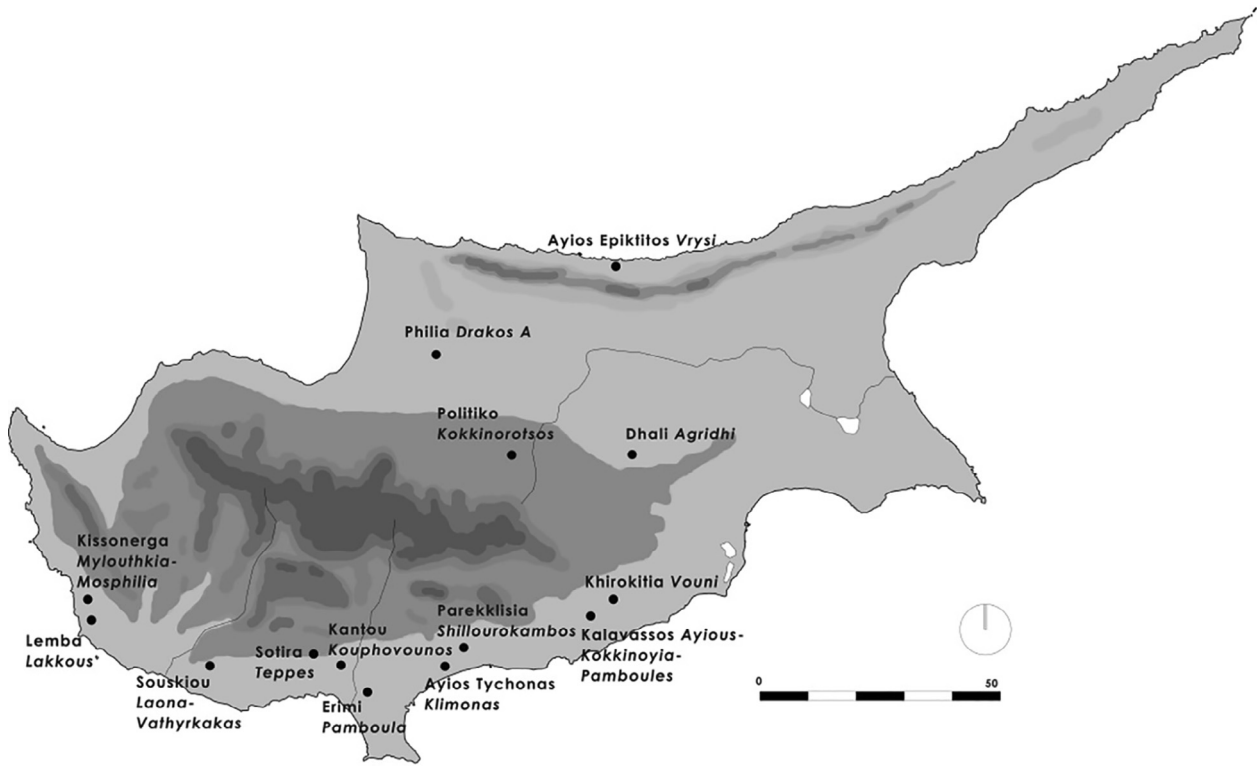 Ayios Epiktitos Vrysi
Philia Drakos A
Politiko
Kokkinorotsos
Dhali Agridhi
Kissonerga
Mylouthkia-
Mosphilia
Khirokitia Vouni
Parekklisia
Shillourokambos
Kantou
Kouphovounos
Kalavassos Ayious-
Kokkinoyia-
Pamboules
Lemba
Lakkous
Sotira
Teppes
Souskiou
Laona-
Vathyrkakas
Ayios Tychonas
Klimonas
Erimi
Pamboula
0 50